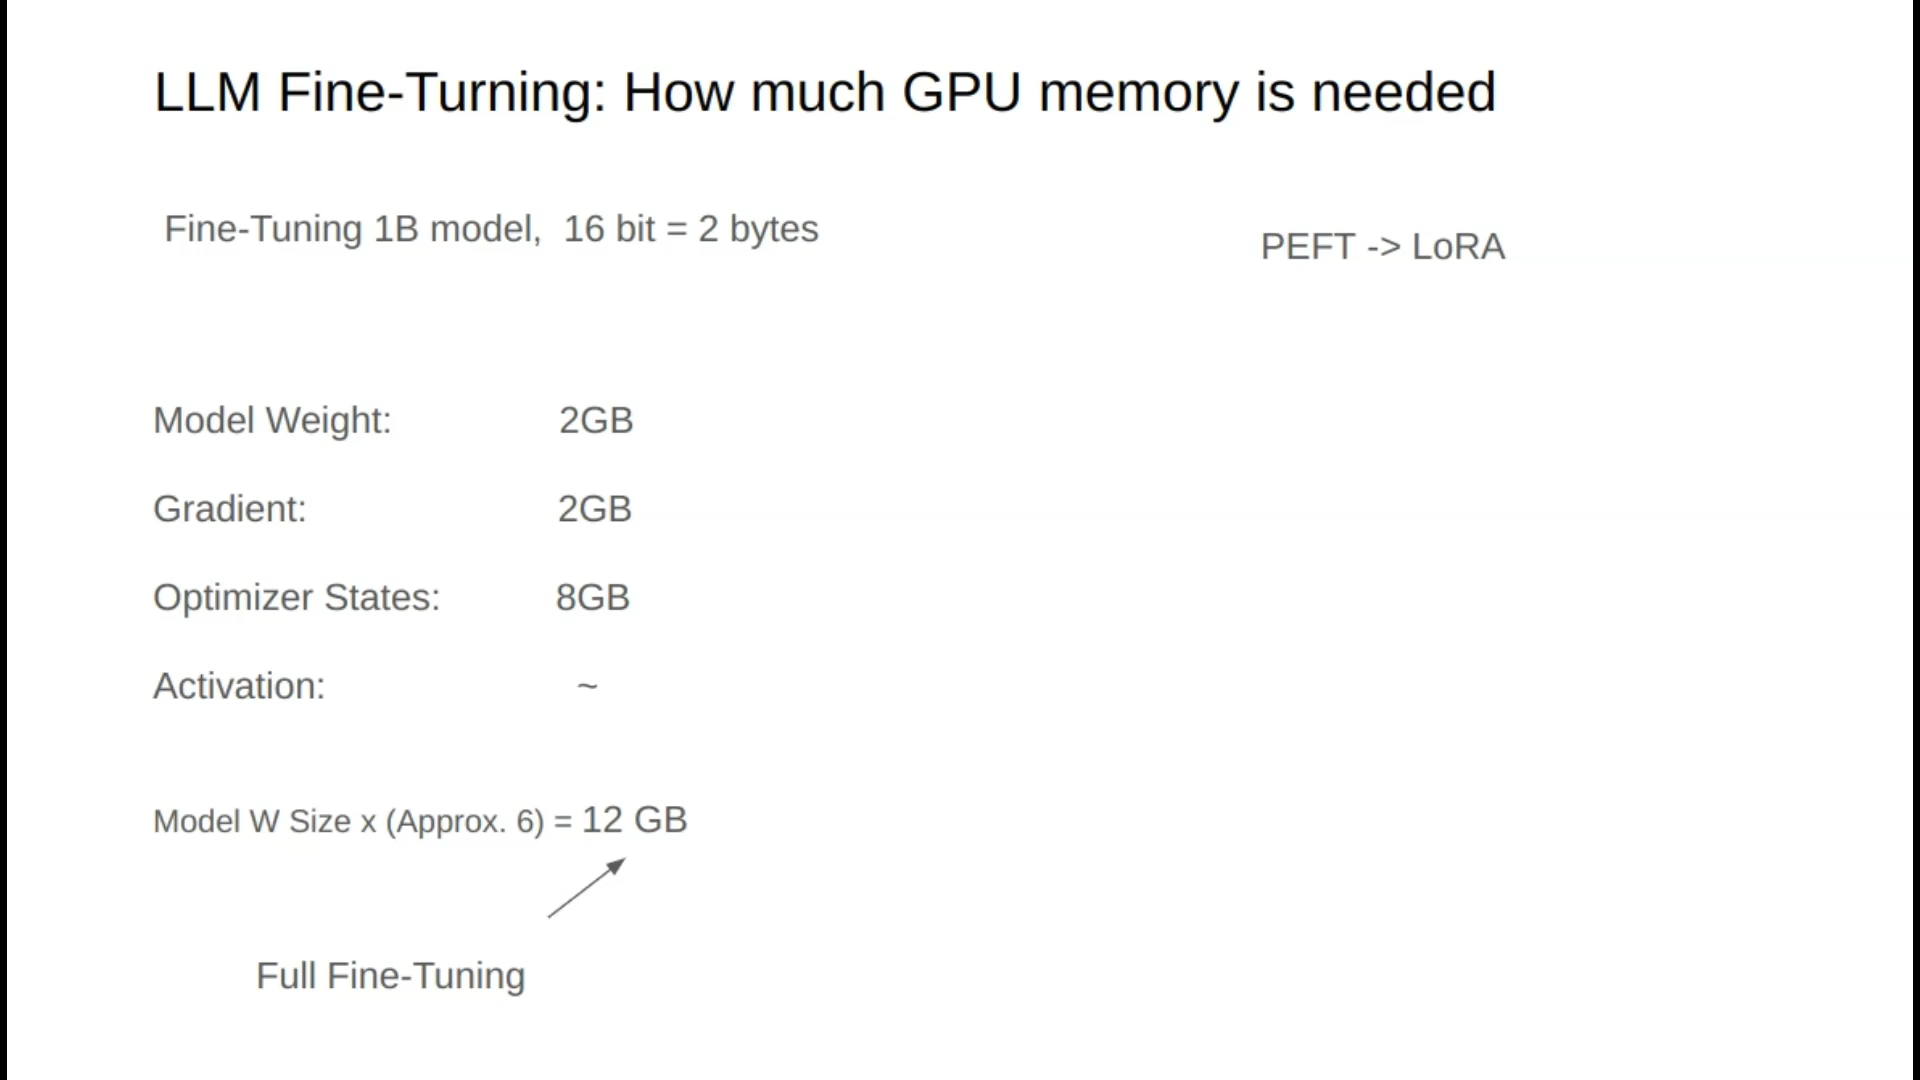 LLM Fine-Turning: How much GPU memory is needed
Fine-Tuning 1B model, 16 bit = 2 bytes
PEFT -> LoRA
Model Weight: 2GB
Gradient: 2GB
Optimizer States: 8GB
Activation: ~
Model W Size x (Approx. 6) = 12 GB
Full Fine-Tuning